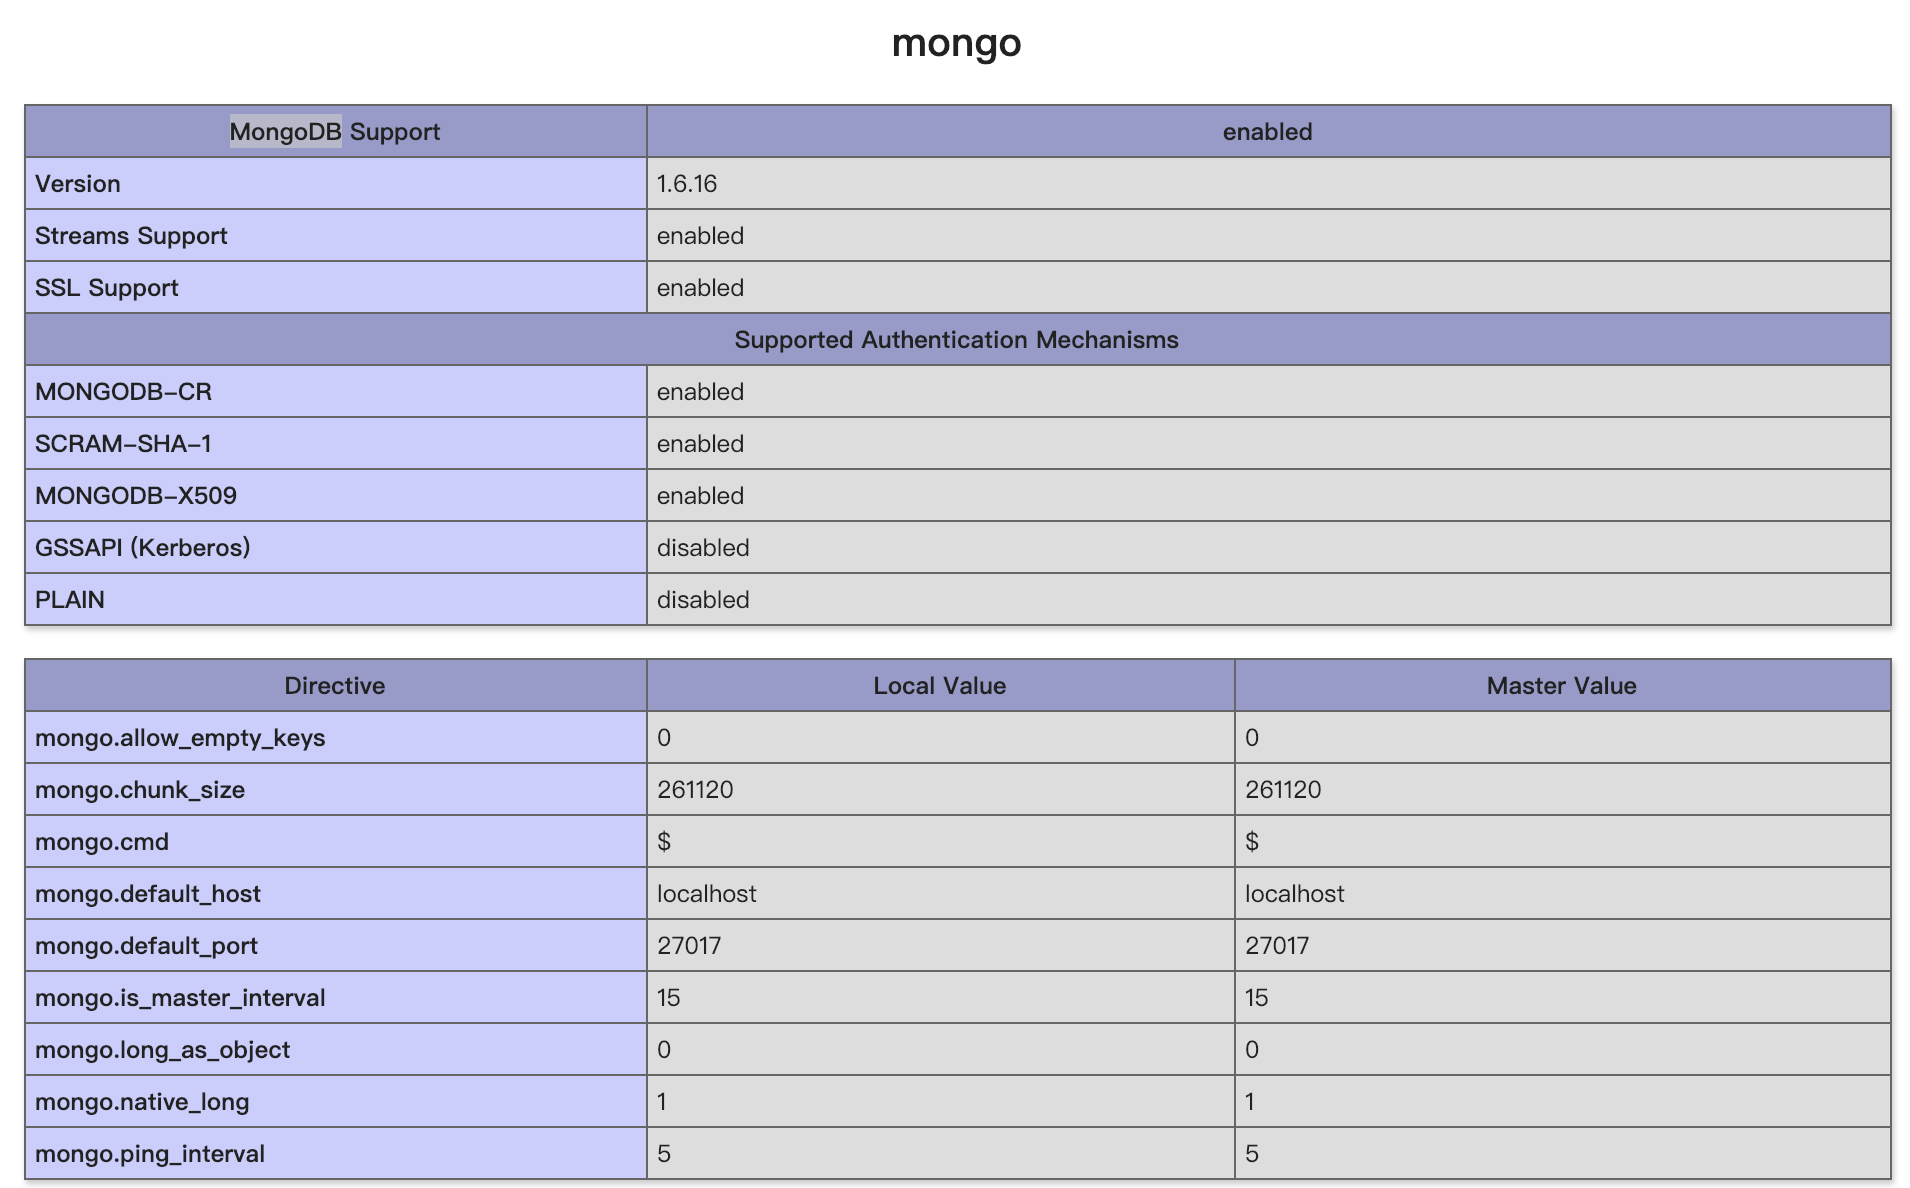 mongo
MongoDB Support enabled
Version 1.6.16
Streams Support enabled
SSL Support enabled
Supported Authentication Mechanisms
MONGODB-CR enabled
SCRAM-SHA-1 enabled
MONGODB-X509 enabled
GSSAPI (Kerberos) disabled
PLAIN disabled
Directive Local Value Master Value
mongo.allow_empty_keys 0 0
mongo.chunk_size 261120 261120
mongo.cmd $ $
mongo.default_host localhost localhost
mongo.default_port 27017 27017
mongo.is_master_interval 15 15
mongo.long_as_object 0 0
mongo.native_long 1 1
mongo.ping_interval 5 5